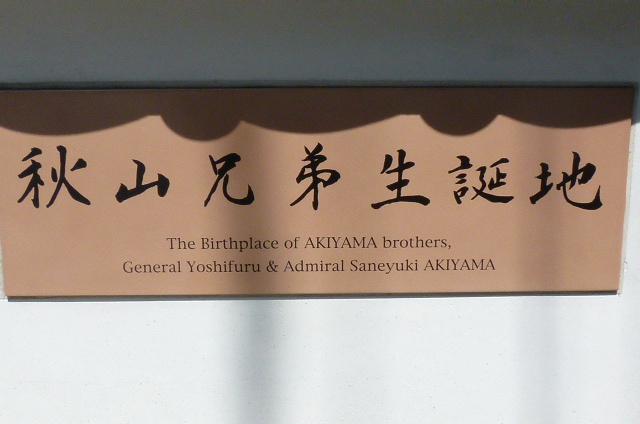 秋山兄弟生誕地
The Birthplace of AKIYAMA brothers,
General Yoshifuru & Admiral Saneyuki AKIYAMA